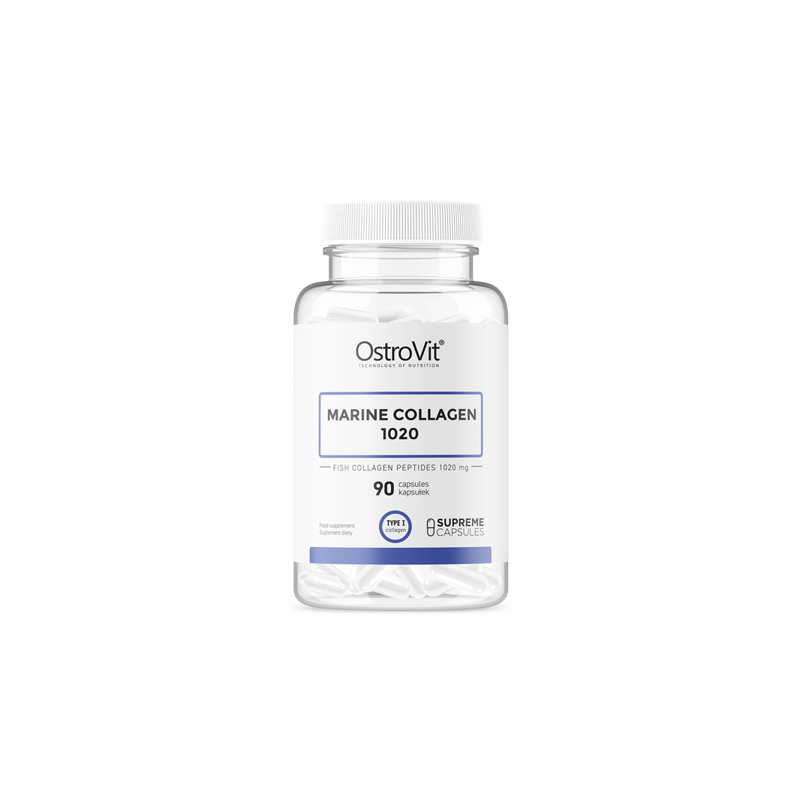 OstroVit®
TECHNOLOGY OF NUTRITION
MARINE COLLAGEN
1020
FISH COLLAGEN PEPTIDES 1020 mg
90 capsules
kapsułek
Food supplement
Suplement diety
TYPE I
collagen
SUPREME
CAPSULES